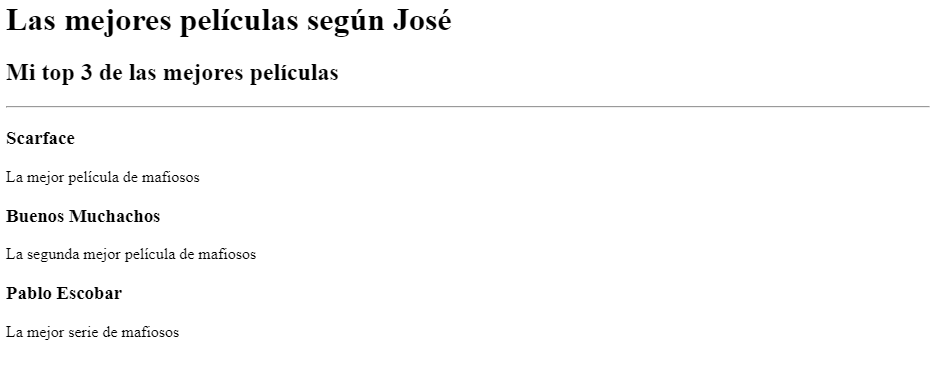 Las mejores películas según José
Mi top 3 de las mejores películas
Scarface
La mejor película de mafiosos
Buenos Muchachos
La segunda mejor película de mafiosos
Pablo Escobar
La mejor serie de mafiosos